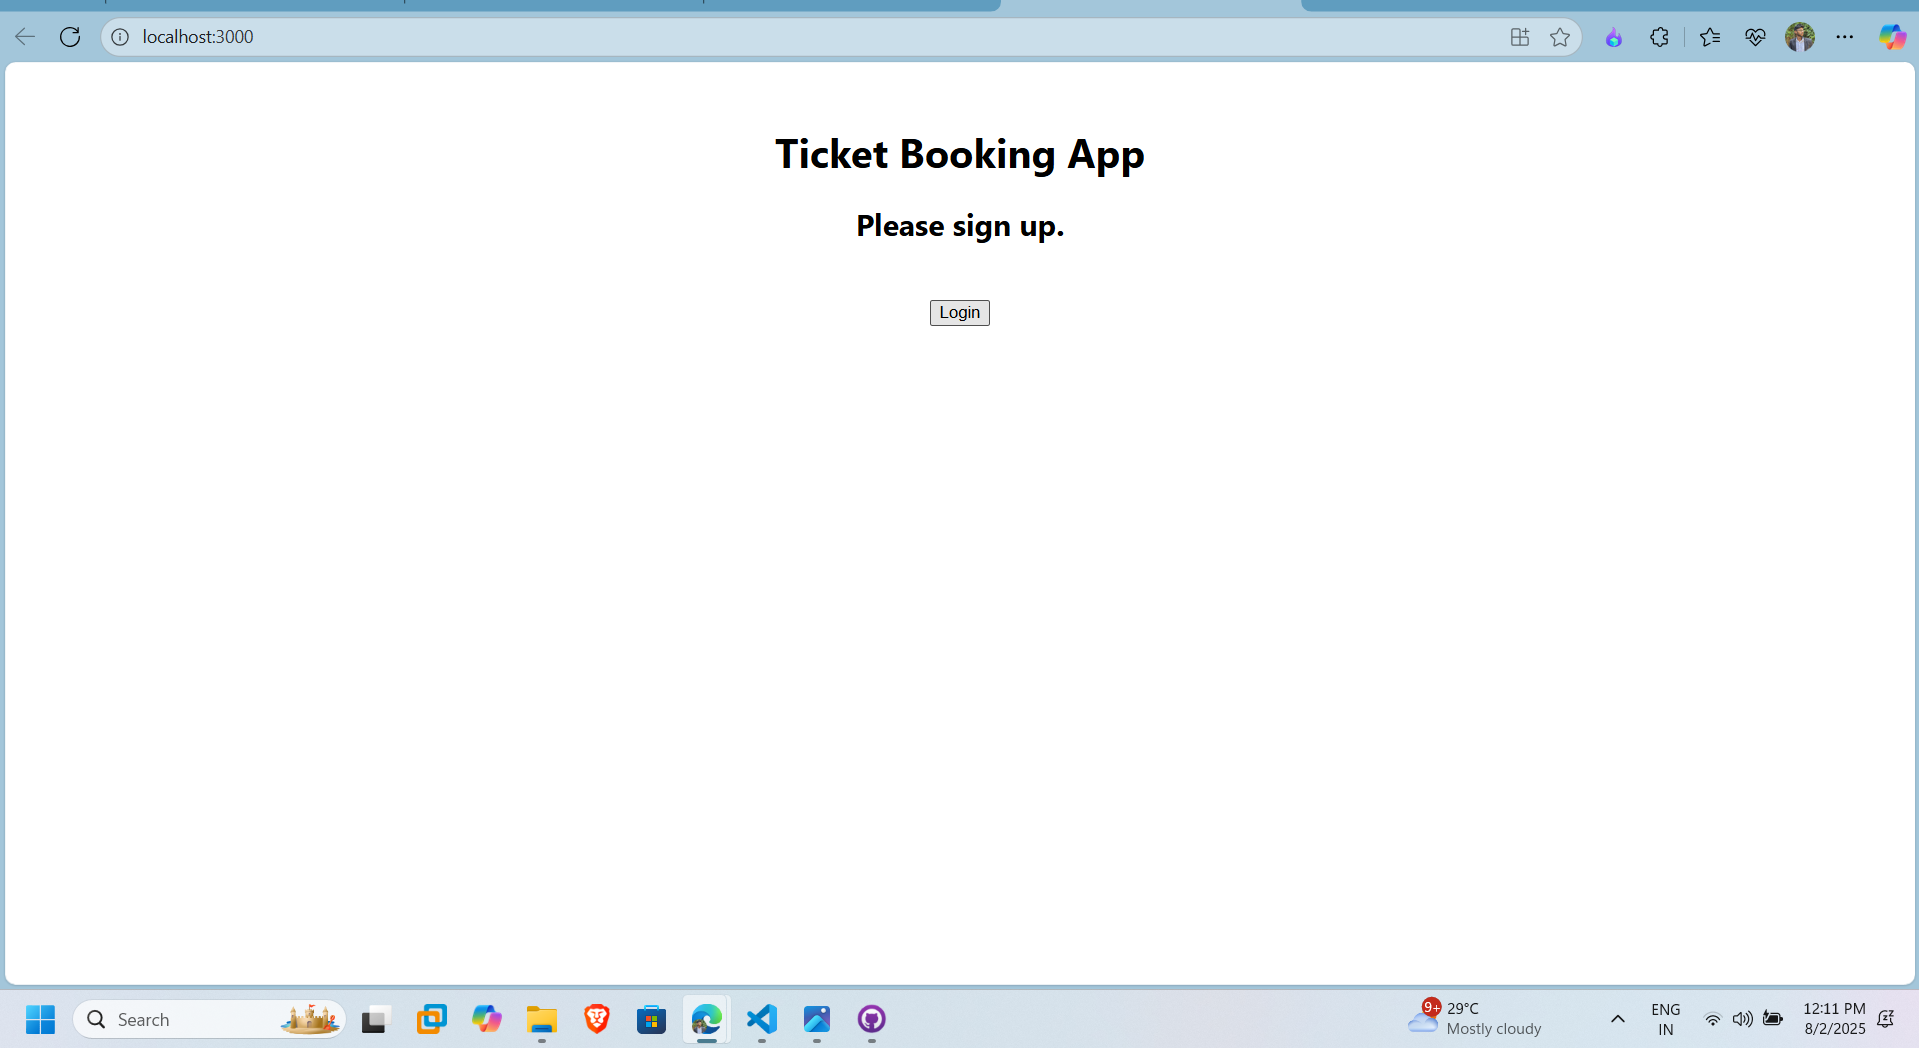 localhost:3000
Ticket Booking App
Please sign up.
Login
Search
9+
29°C
Mostly cloudy
ENG
IN
12:11 PM
8/2/2025